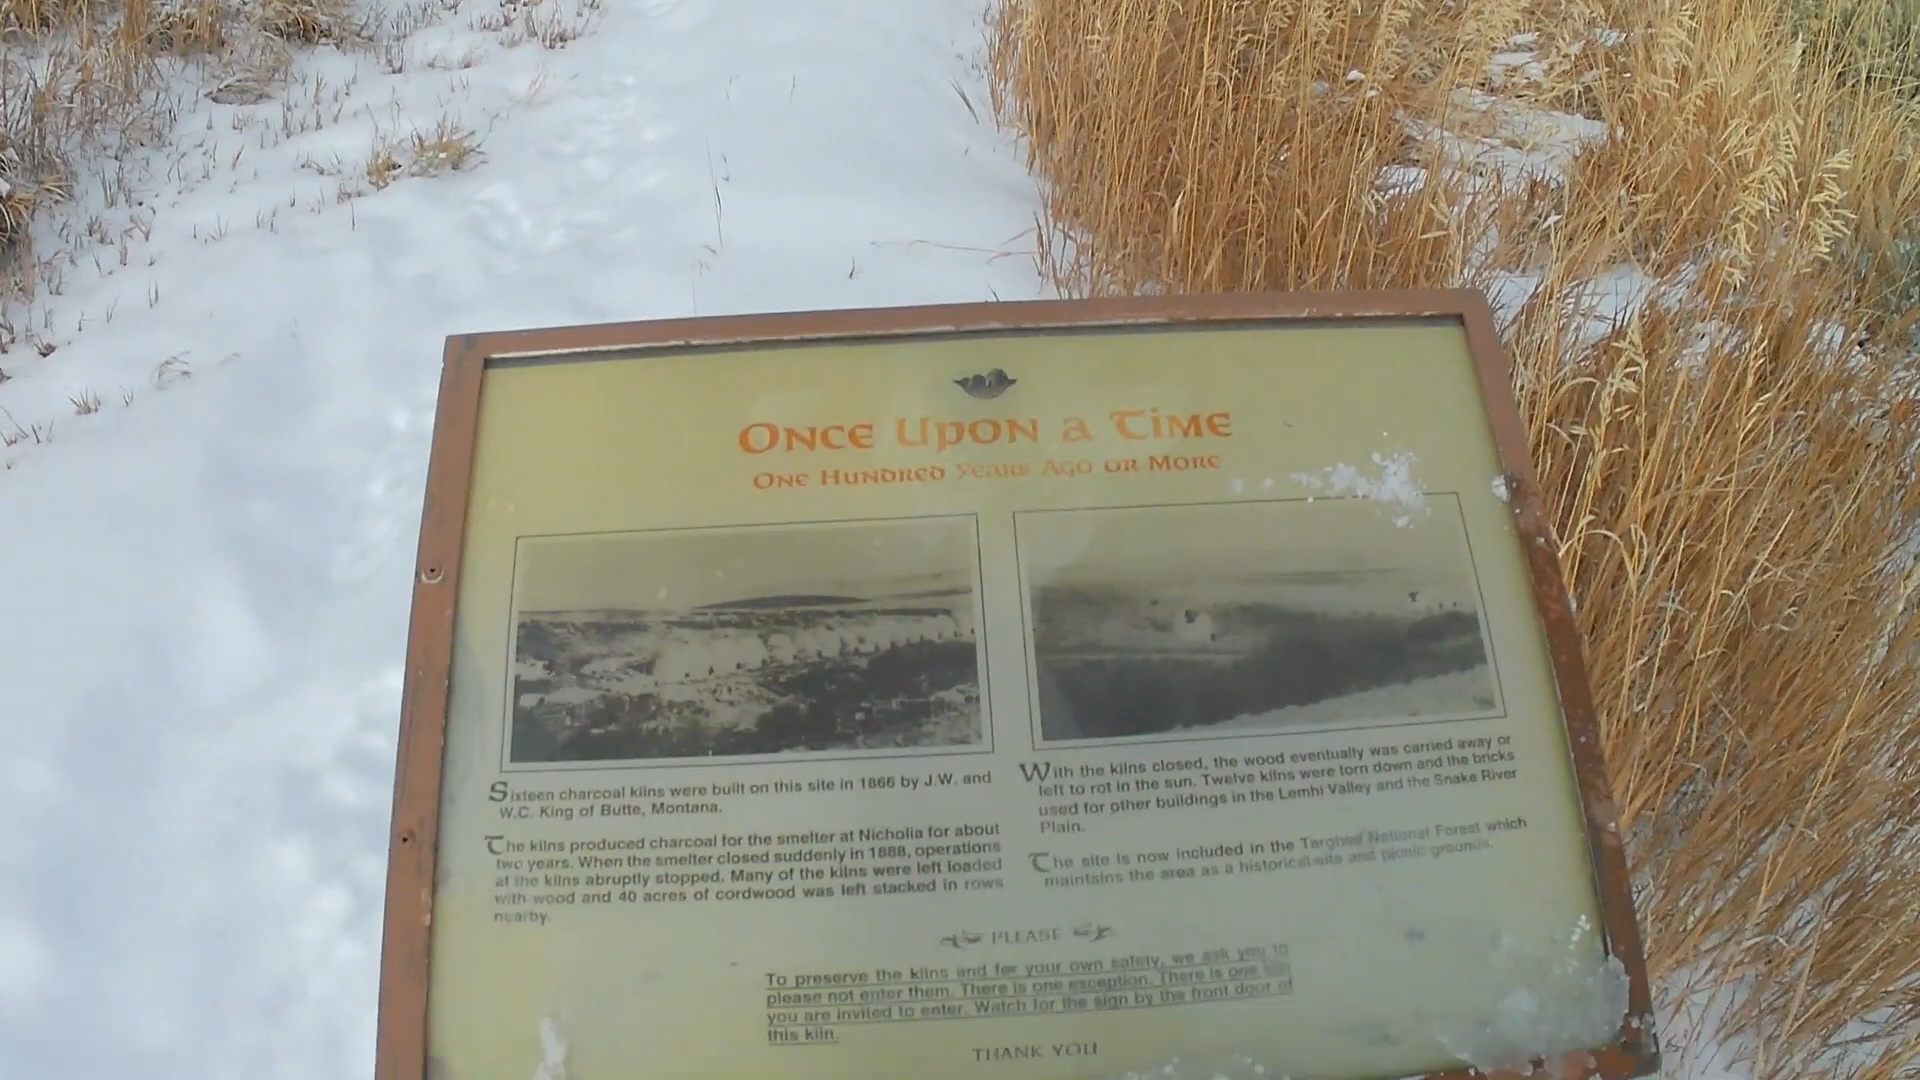 ONCE UPON a TIME
ONE HUNDRED YEARS AGO OR MORE
Sixteen charcoal kilns were built on this site in 1866 by J.W. and
W.C. King of Butte, Montana.
The kilns produced charcoal for the smelter at Nicholia for about
two years. When the smelter closed suddenly in 1888, operations
at the kilns abruptly stopped. Many of the kilns were left loaded
with wood and 40 acres of cordwood was left stacked in rows
nearby.
With the kilns closed, the wood eventually was carried away or
left to rot in the sun. Twelve kilns were torn down and the bricks
used for other buildings in the Lemhi Valley and the Snake River
Plain.
The site is now included in the Targhee National Forest which
maintains the area as a historical site and picnic grounds.
PLEASE
To preserve the kilns and for your own safety, we ask you to
please not enter them. There is one exception. There is one kiln
you are invited to enter. Watch for the sign by the front door of
this kiln.
THANK YOU